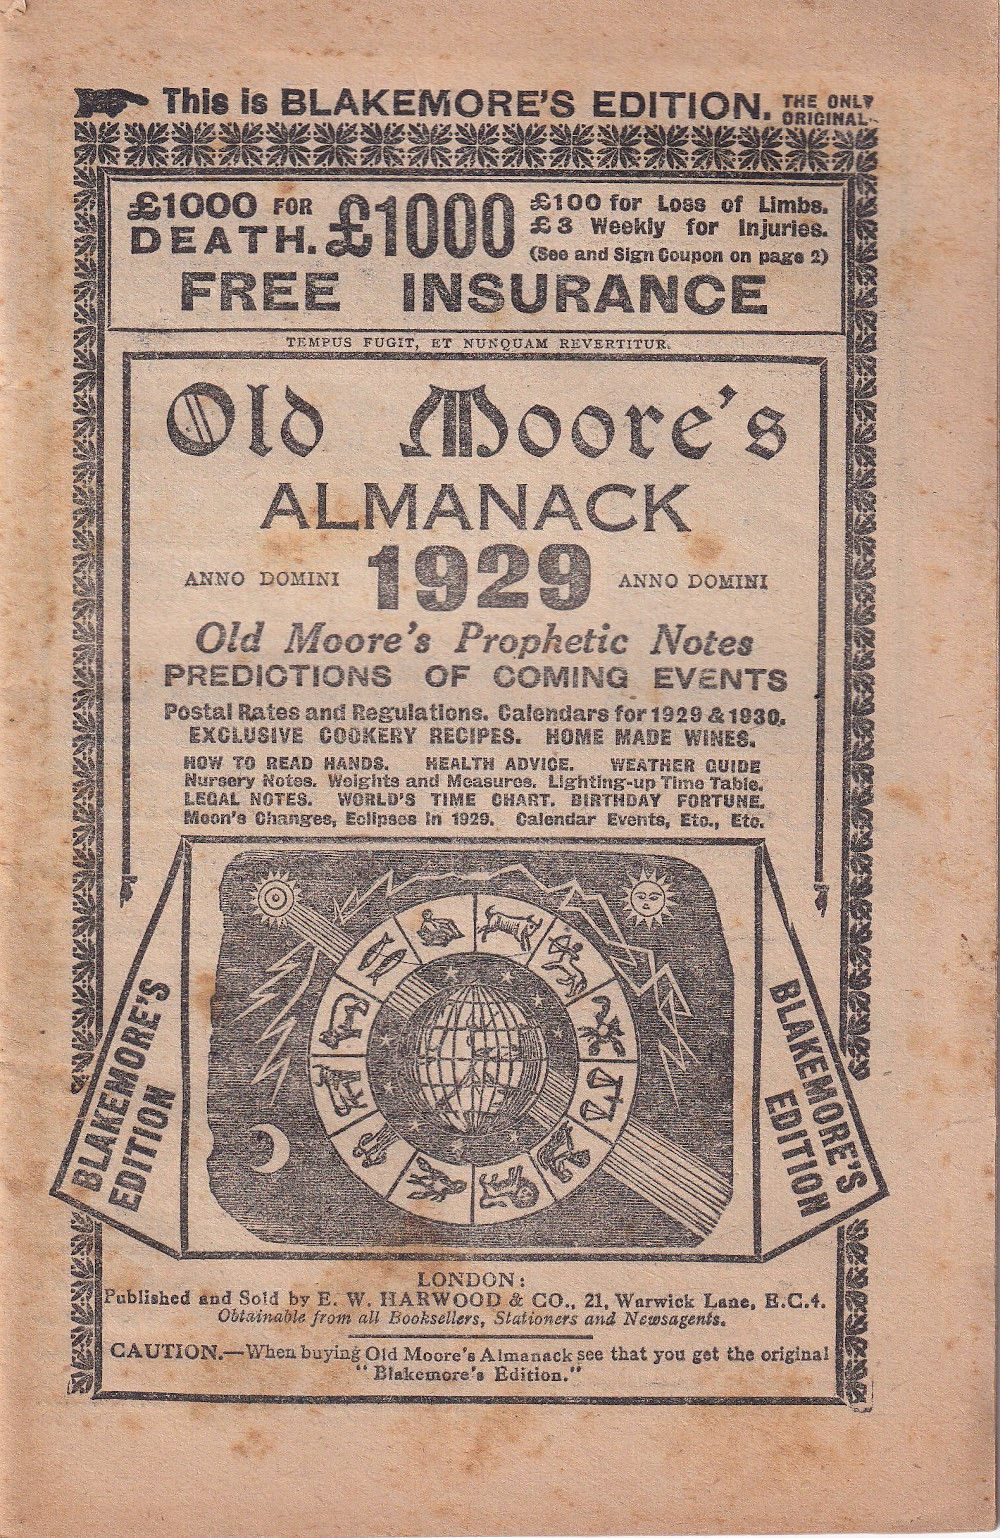 This is BLAKEMORE'S EDITION. THE ONLY ORIGINAL.
£1000 FOR DEATH. £1000
£100 for Loss of Limbs.
£3 Weekly for Injuries.
(See and Sign Coupon on page 2)
FREE INSURANCE
TEMPUS FUGIT, ET NUNQUAM REVERTITUR.
Old Moore's
ALMANACK
ANNO DOMINI 1929 ANNO DOMINI
Old Moore's Prophetic Notes
PREDICTIONS OF COMING EVENTS
Postal Rates and Regulations. Calendars for 1929 & 1930.
EXCLUSIVE COOKERY RECIPES. HOME MADE WINES.
HOW TO READ HANDS. HEALTH ADVICE. WEATHER GUIDE
Nursery Notes. Weights and Measures. Lighting-up Time Table.
LEGAL NOTES. WORLD'S TIME CHART. BIRTHDAY FORTUNE.
Moon's Changes, Eclipses in 1929. Calendar Events, Etc., Etc.
BLAKEMORE'S
EDITION
BLAKEMORE'S
EDITION
LONDON:
Published and Sold by E. W. HARWOOD & CO., 21, Warwick Lane, E.C.4.
Obtainable from all Booksellers, Stationers and Newsagents.
CAUTION.—When buying Old Moore's Almanack see that you get the original
"Blakemore's Edition."